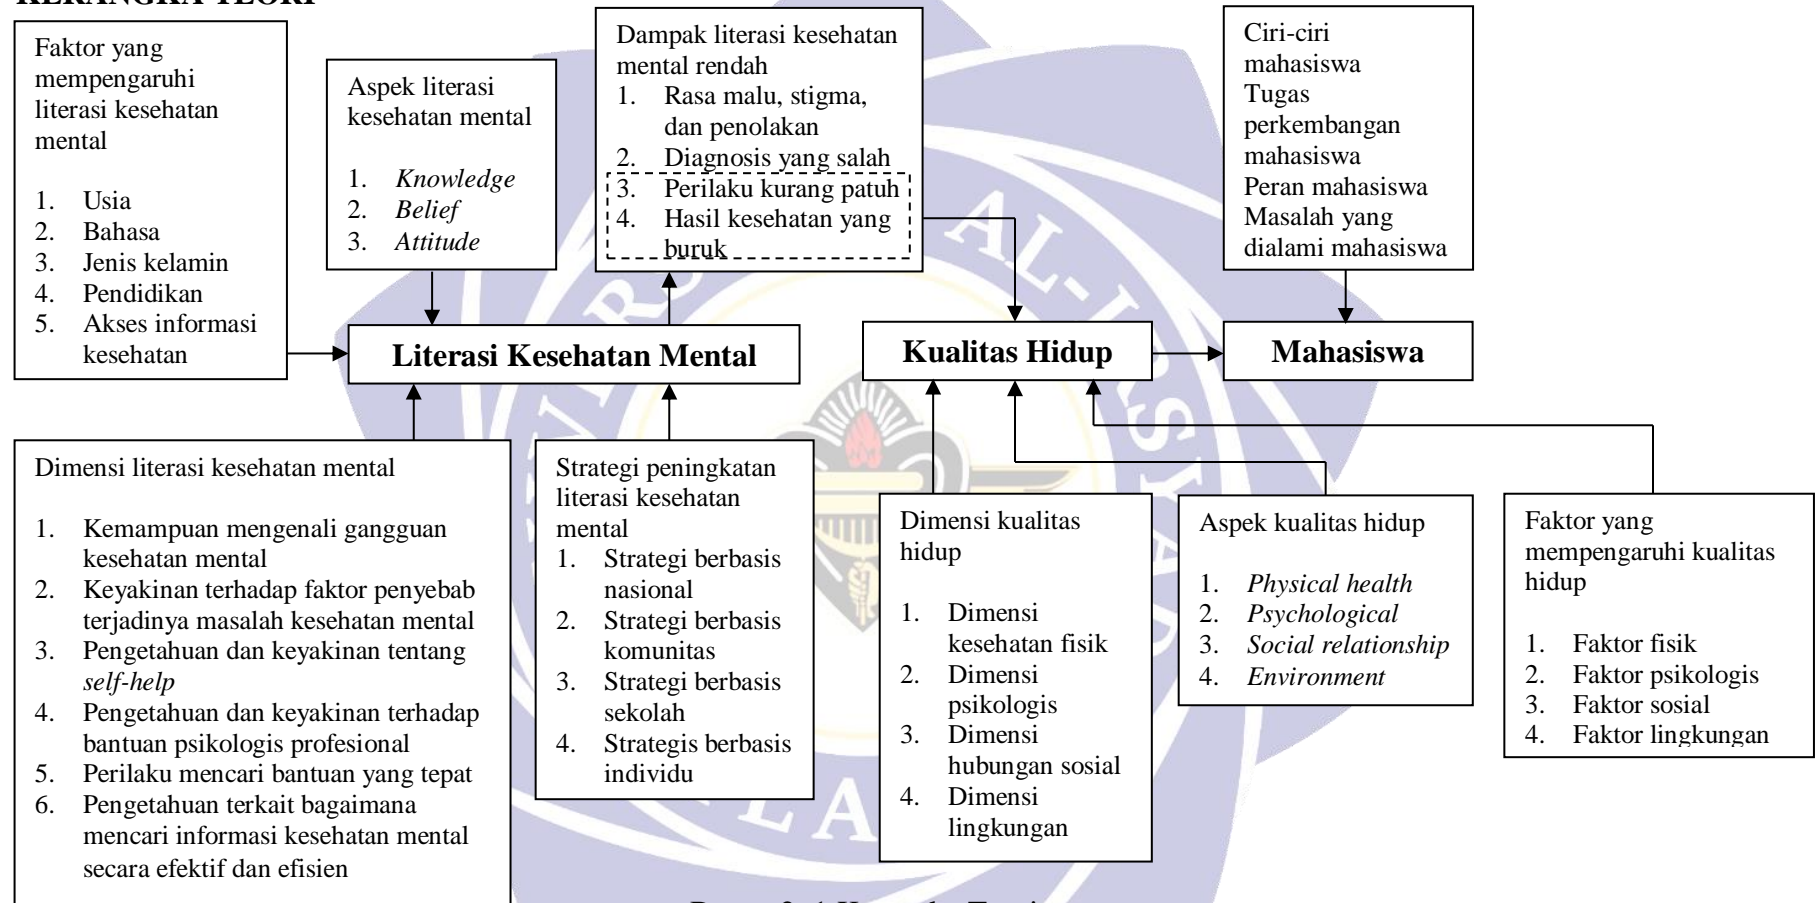 KERANGKA TEORI
Faktor yang
mempengaruhi
literasi kesehatan
mental
1. Usia
2. Bahasa
3. Jenis kelamin
4. Pendidikan
5. Akses informasi
kesehatan
Aspek literasi
kesehatan mental
1. Knowledge
2. Belief
3. Attitude
Dampak literasi kesehatan
mental rendah
1. Rasa malu, stigma,
dan penolakan
2. Diagnosis yang salah
3. Perilaku kurang patuh
4. Hasil kesehatan yang
buruk
Ciri-ciri
mahasiswa
Tugas
perkembangan
mahasiswa
Peran mahasiswa
Masalah yang
dialami mahasiswa
Literasi Kesehatan Mental
Kualitas Hidup
Mahasiswa
Dimensi literasi kesehatan mental
1. Kemampuan mengenali gangguan
kesehatan mental
2. Keyakinan terhadap faktor penyebab
terjadinya masalah kesehatan mental
3. Pengetahuan dan keyakinan tentang
self-help
4. Pengetahuan dan keyakinan terhadap
bantuan psikologis profesional
5. Perilaku mencari bantuan yang tepat
6. Pengetahuan terkait bagaimana
mencari informasi kesehatan mental
secara efektif dan efisien
Strategi peningkatan
literasi kesehatan
mental
1. Strategi berbasis
nasional
2. Strategi berbasis
komunitas
3. Strategi berbasis
sekolah
4. Strategis berbasis
individu
Dimensi kualitas
hidup
1. Dimensi
kesehatan fisik
2. Dimensi
psikologis
3. Dimensi
hubungan sosial
4. Dimensi
lingkungan
Aspek kualitas hidup
1. Physical health
2. Psychological
3. Social relationship
4. Environment
Faktor yang
mempengaruhi kualitas
hidup
1. Faktor fisik
2. Faktor psikologis
3. Faktor sosial
4. Faktor lingkungan
AL-IRSYAD